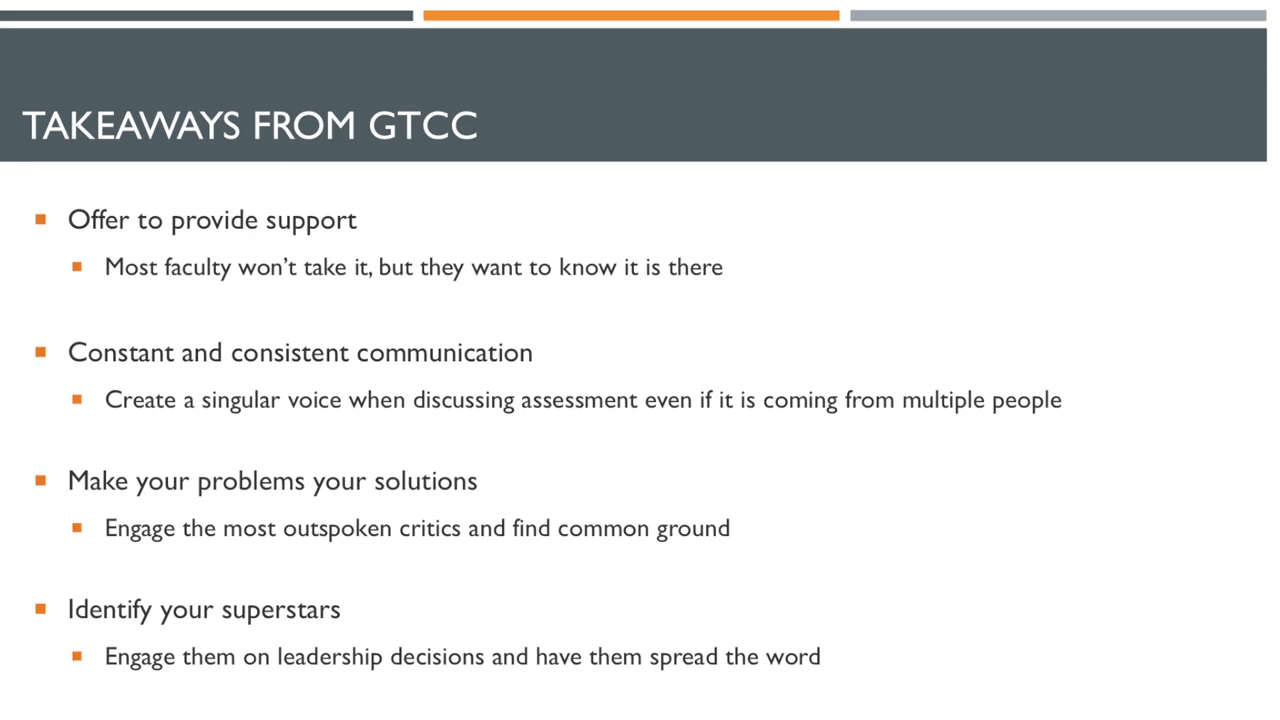 TAKEAWAYS FROM GTCC
Offer to provide support
Most faculty won’t take it, but they want to know it is there
Constant and consistent communication
Create a singular voice when discussing assessment even if it is coming from multiple people
Make your problems your solutions
Engage the most outspoken critics and find common ground
Identify your superstars
Engage them on leadership decisions and have them spread the word